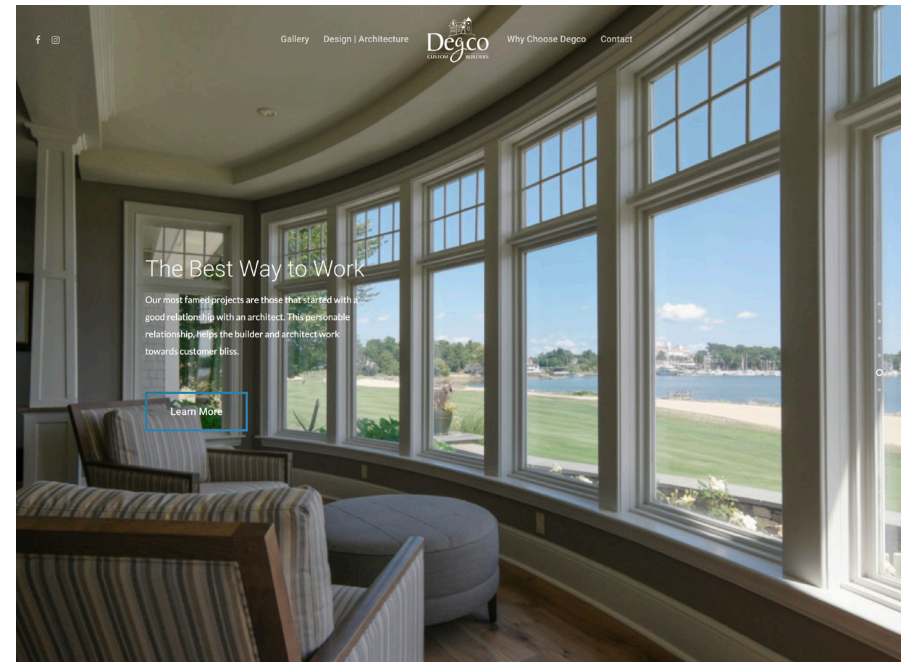 Gallery
Design | Architecture
Degco
CUSTOM BUILDERS
Why Choose Degco
Contact
The Best Way to Work
Our most famed projects are those that started with a
good relationship with an architect. This personable
relationship, helps the builder and architect work
towards customer bliss.
Learn More